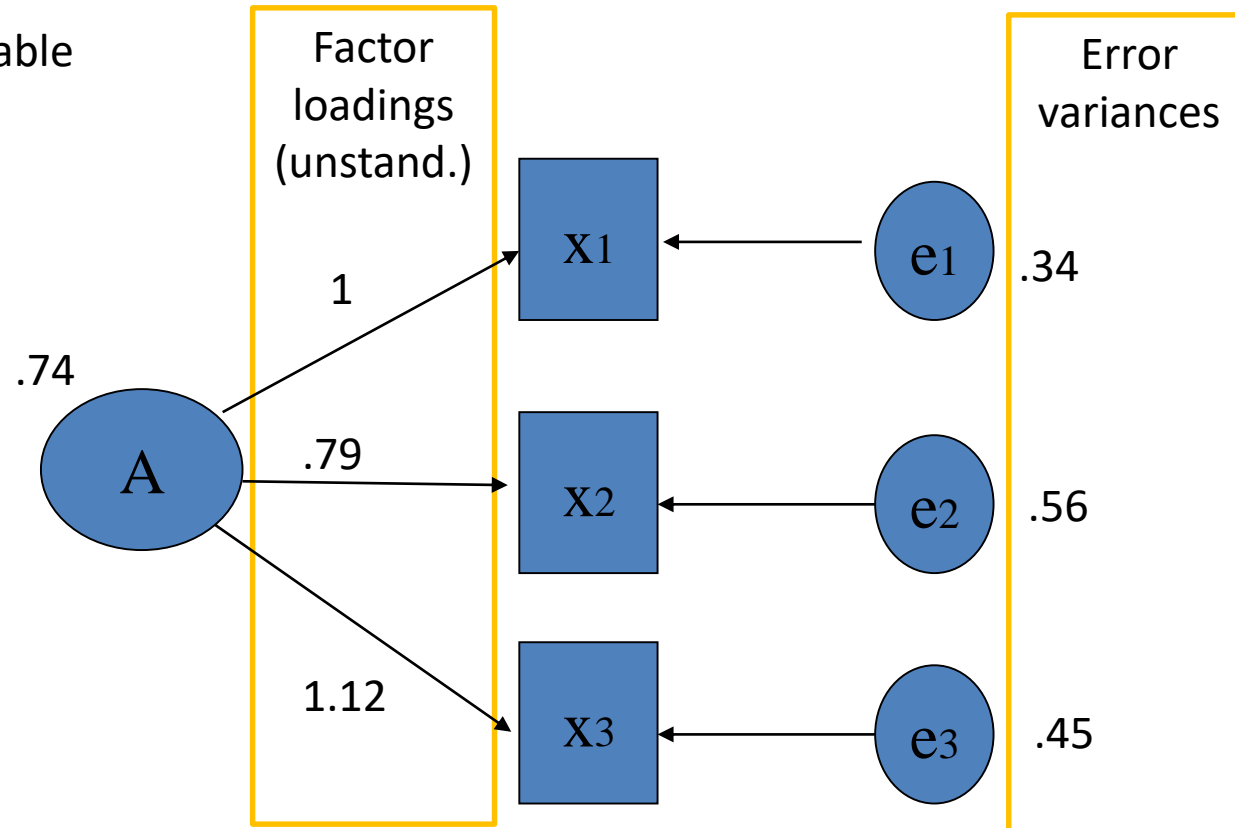 able
Factor
loadings
(unstand.)
Error
variances
x1
e1
.34
1
.74
A
.79
x2
e2
.56
1.12
x3
e3
.45